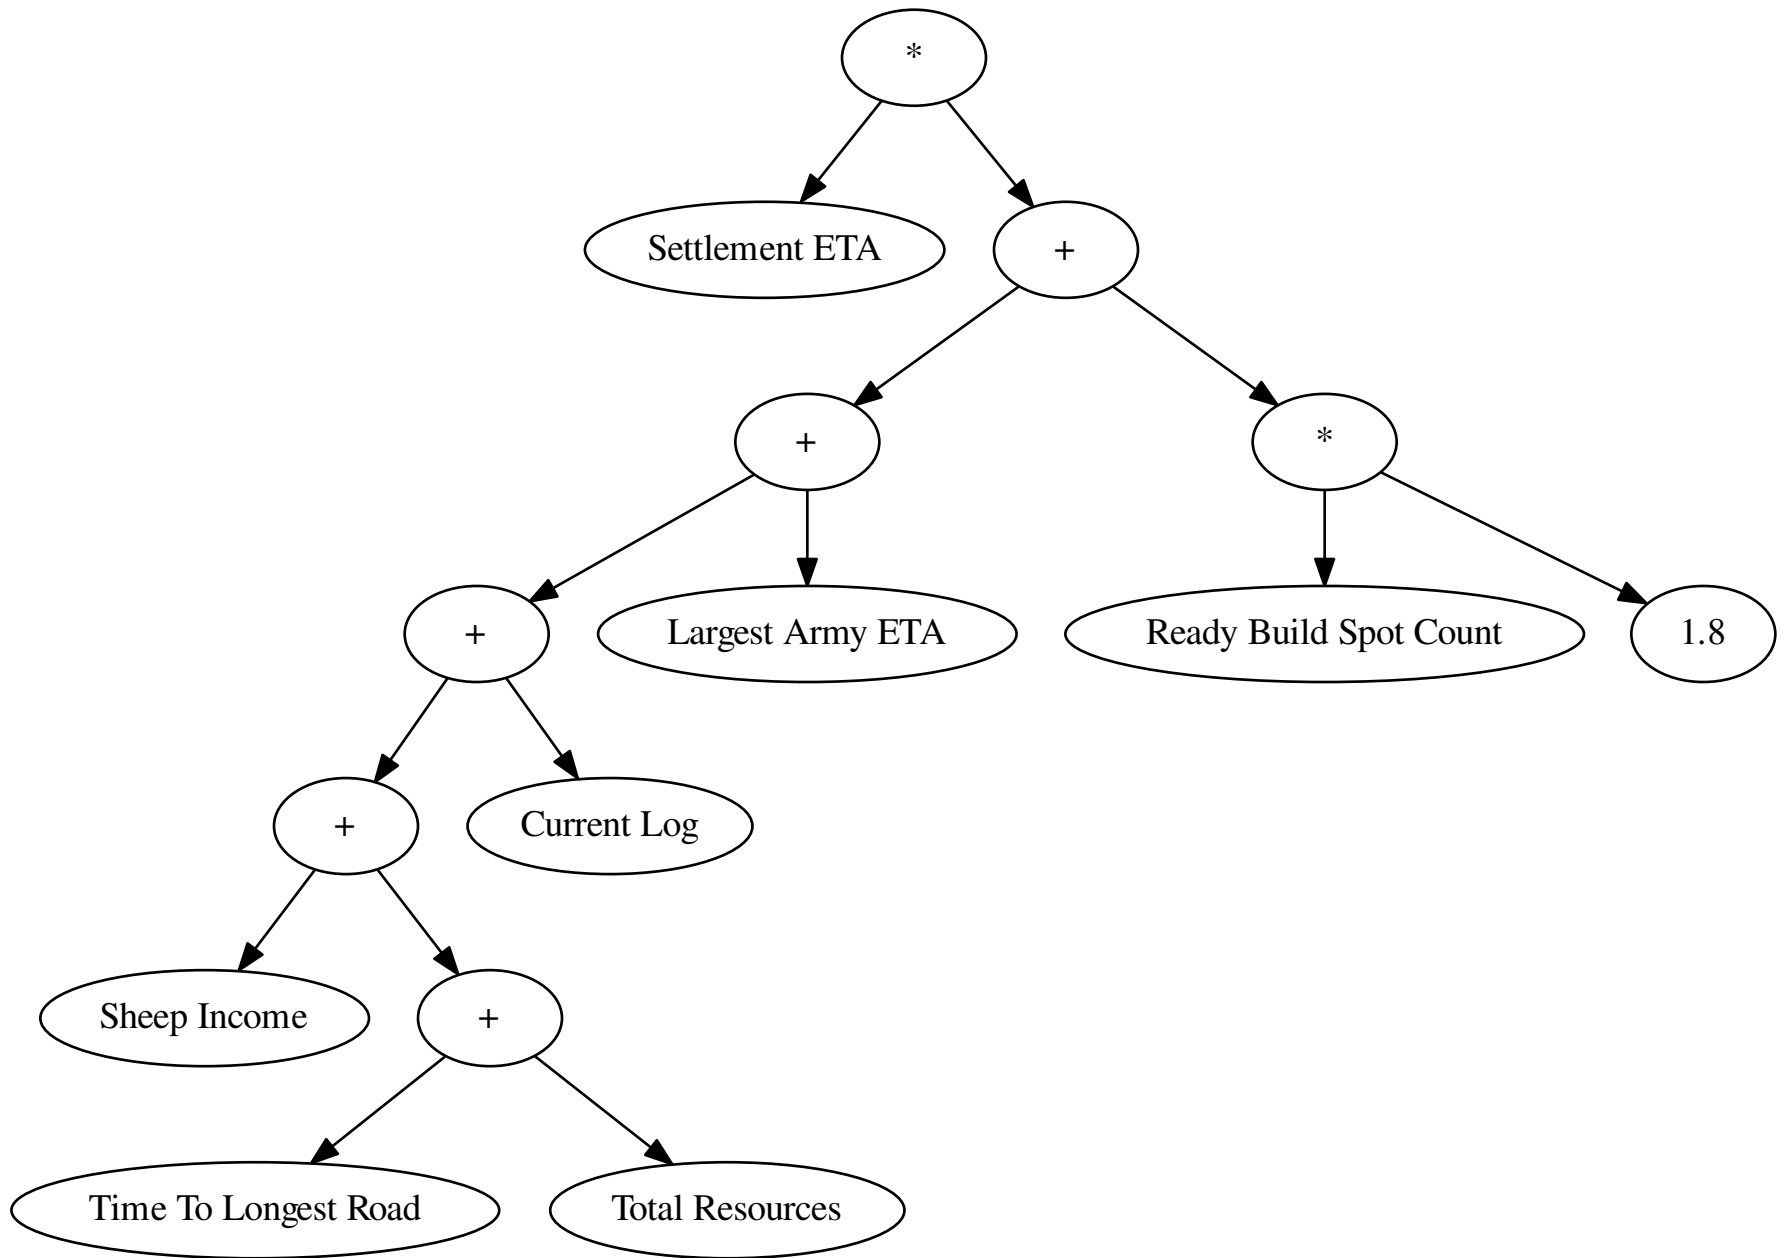 *
Settlement ETA
+
+
*
+
Largest Army ETA
Ready Build Spot Count
1.8
+
Current Log
Sheep Income
+
Time To Longest Road
Total Resources